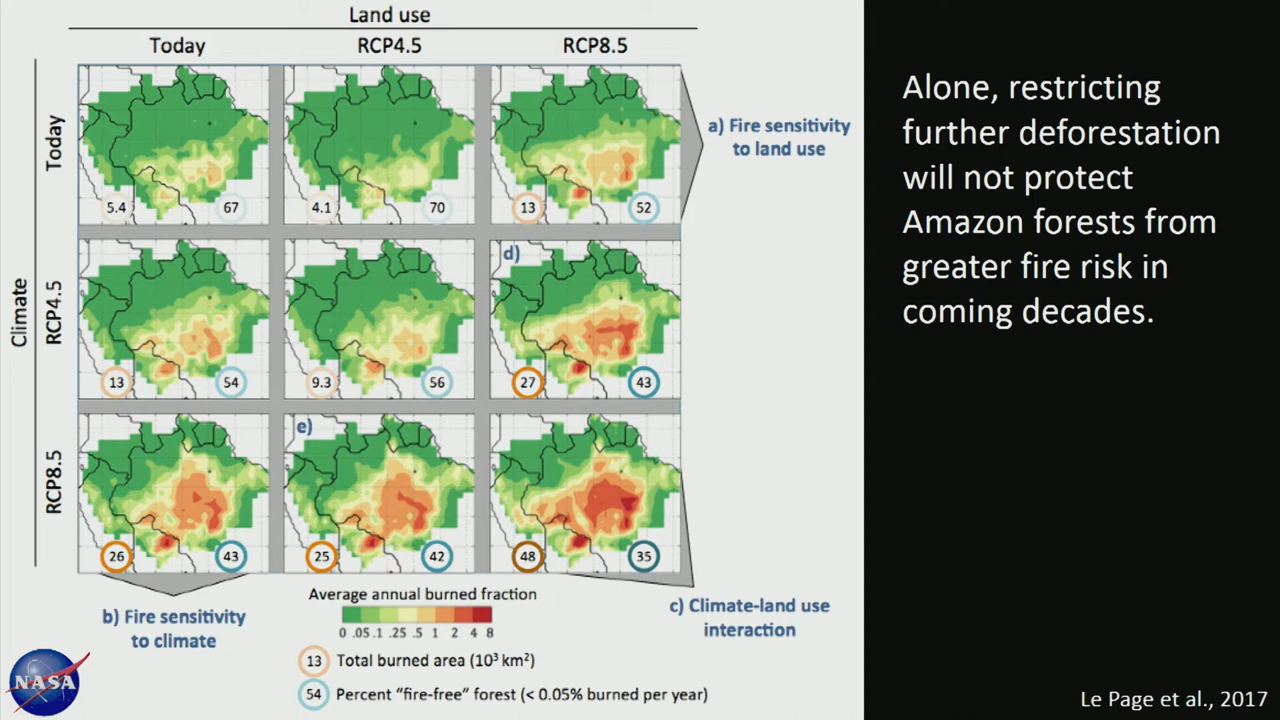 Land use
Today RCP4.5 RCP8.5
Climate
Today
5.4 67 4.1 70 13 52
a) Fire sensitivity
to land use
RCP4.5
d)
13 54 9.3 56 27 43
RCP8.5
e)
26 43 25 42 48 35
b) Fire sensitivity
to climate
c) Climate-land use
interaction
Average annual burned fraction
0 .05 .1 .25 .5 1 2 4 8
13 Total burned area (10³ km²)
54 Percent “fire-free” forest (< 0.05% burned per year)
NASA
Alone, restricting
further deforestation
will not protect
Amazon forests from
greater fire risk in
coming decades.
Le Page et al., 2017